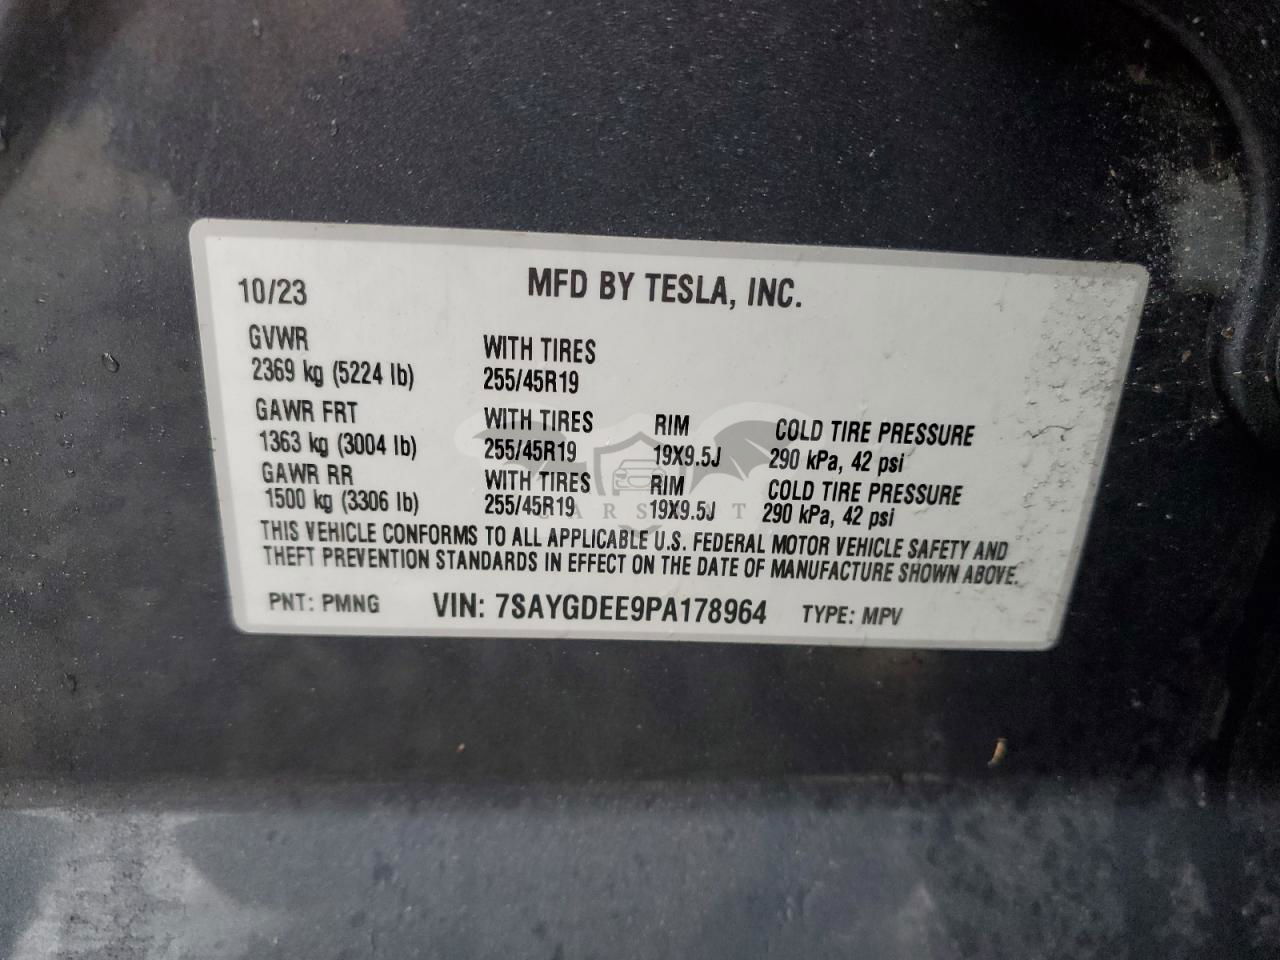 10/23 MFD BY TESLA, INC.
GVWR WITH TIRES
2369 kg (5224 lb) 255/45R19
GAWR FRT WITH TIRES RIM COLD TIRE PRESSURE
1363 kg (3004 lb) 255/45R19 19X9.5J 290 kPa, 42 psi
GAWR RR WITH TIRES RIM COLD TIRE PRESSURE
1500 kg (3306 lb) 255/45R19 19X9.5J 290 kPa, 42 psi
THIS VEHICLE CONFORMS TO ALL APPLICABLE U.S. FEDERAL MOTOR VEHICLE SAFETY AND
THEFT PREVENTION STANDARDS IN EFFECT ON THE DATE OF MANUFACTURE SHOWN ABOVE.
PNT: PMNG VIN: 7SAYGDEE9PA178964 TYPE: MPV